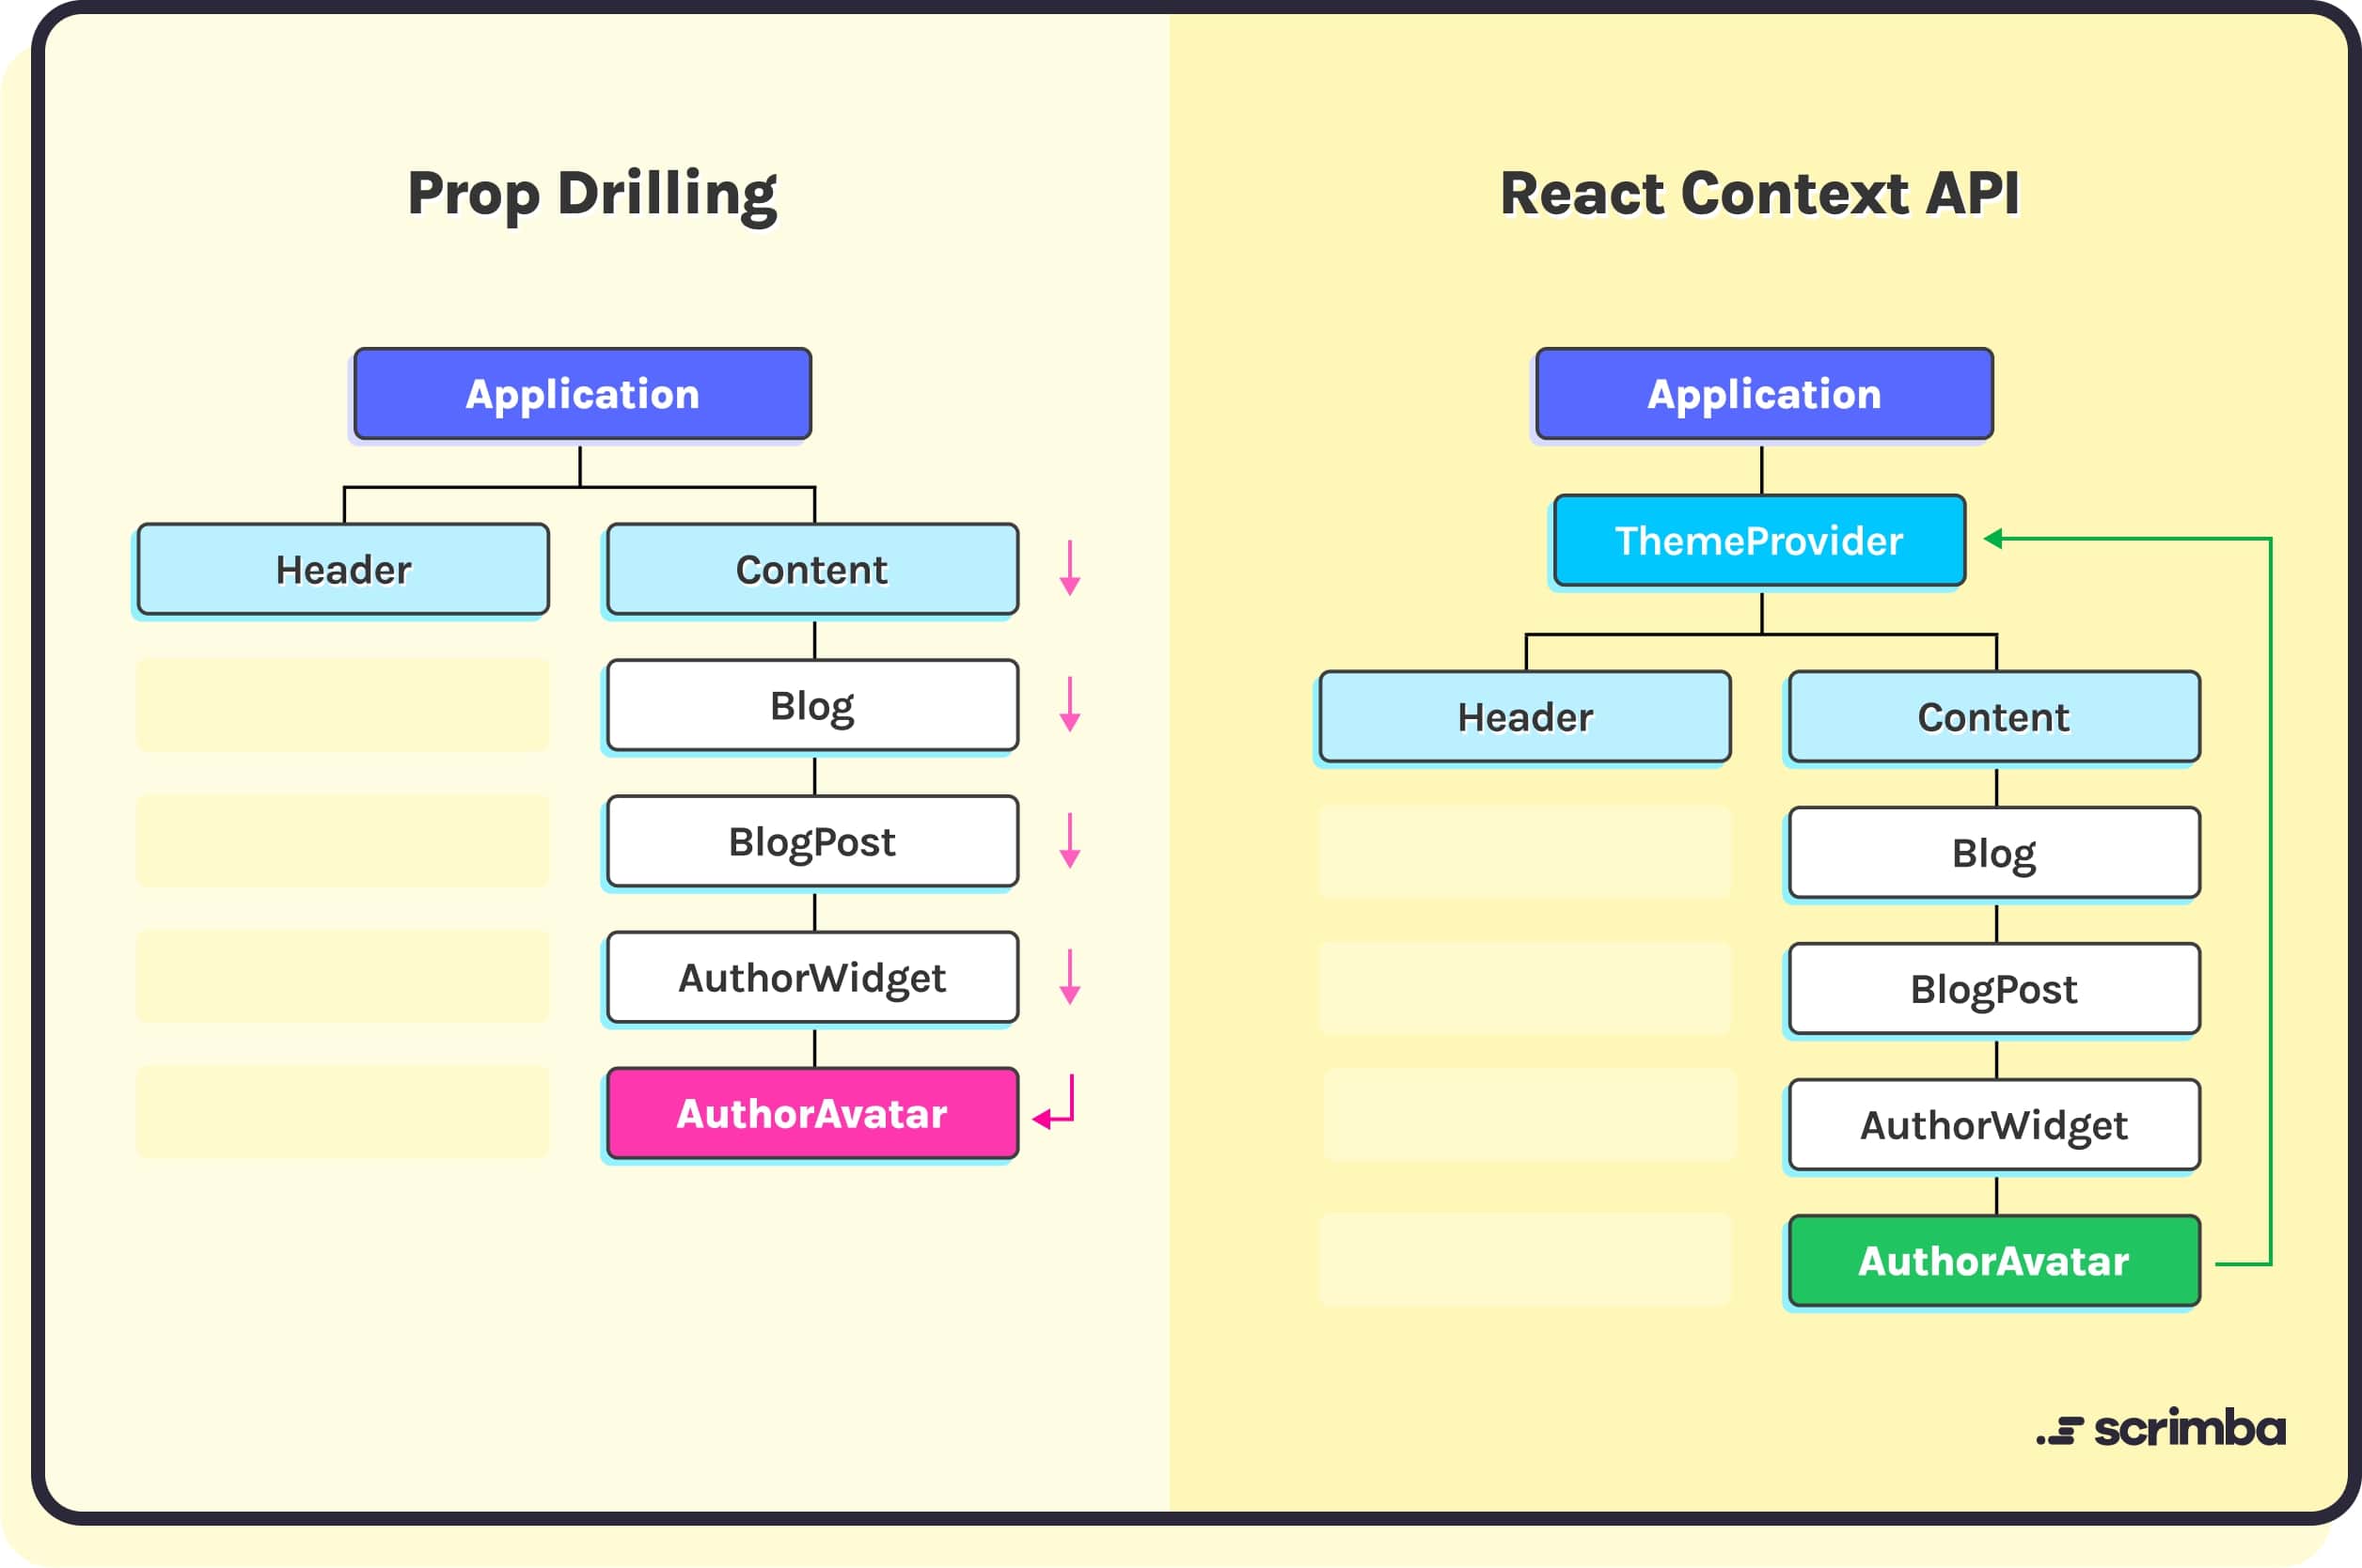 Prop Drilling
Application
Header
Content
Blog
BlogPost
AuthorWidget
AuthorAvatar
React Context API
Application
ThemeProvider
Header
Content
Blog
BlogPost
AuthorWidget
AuthorAvatar
scrimba